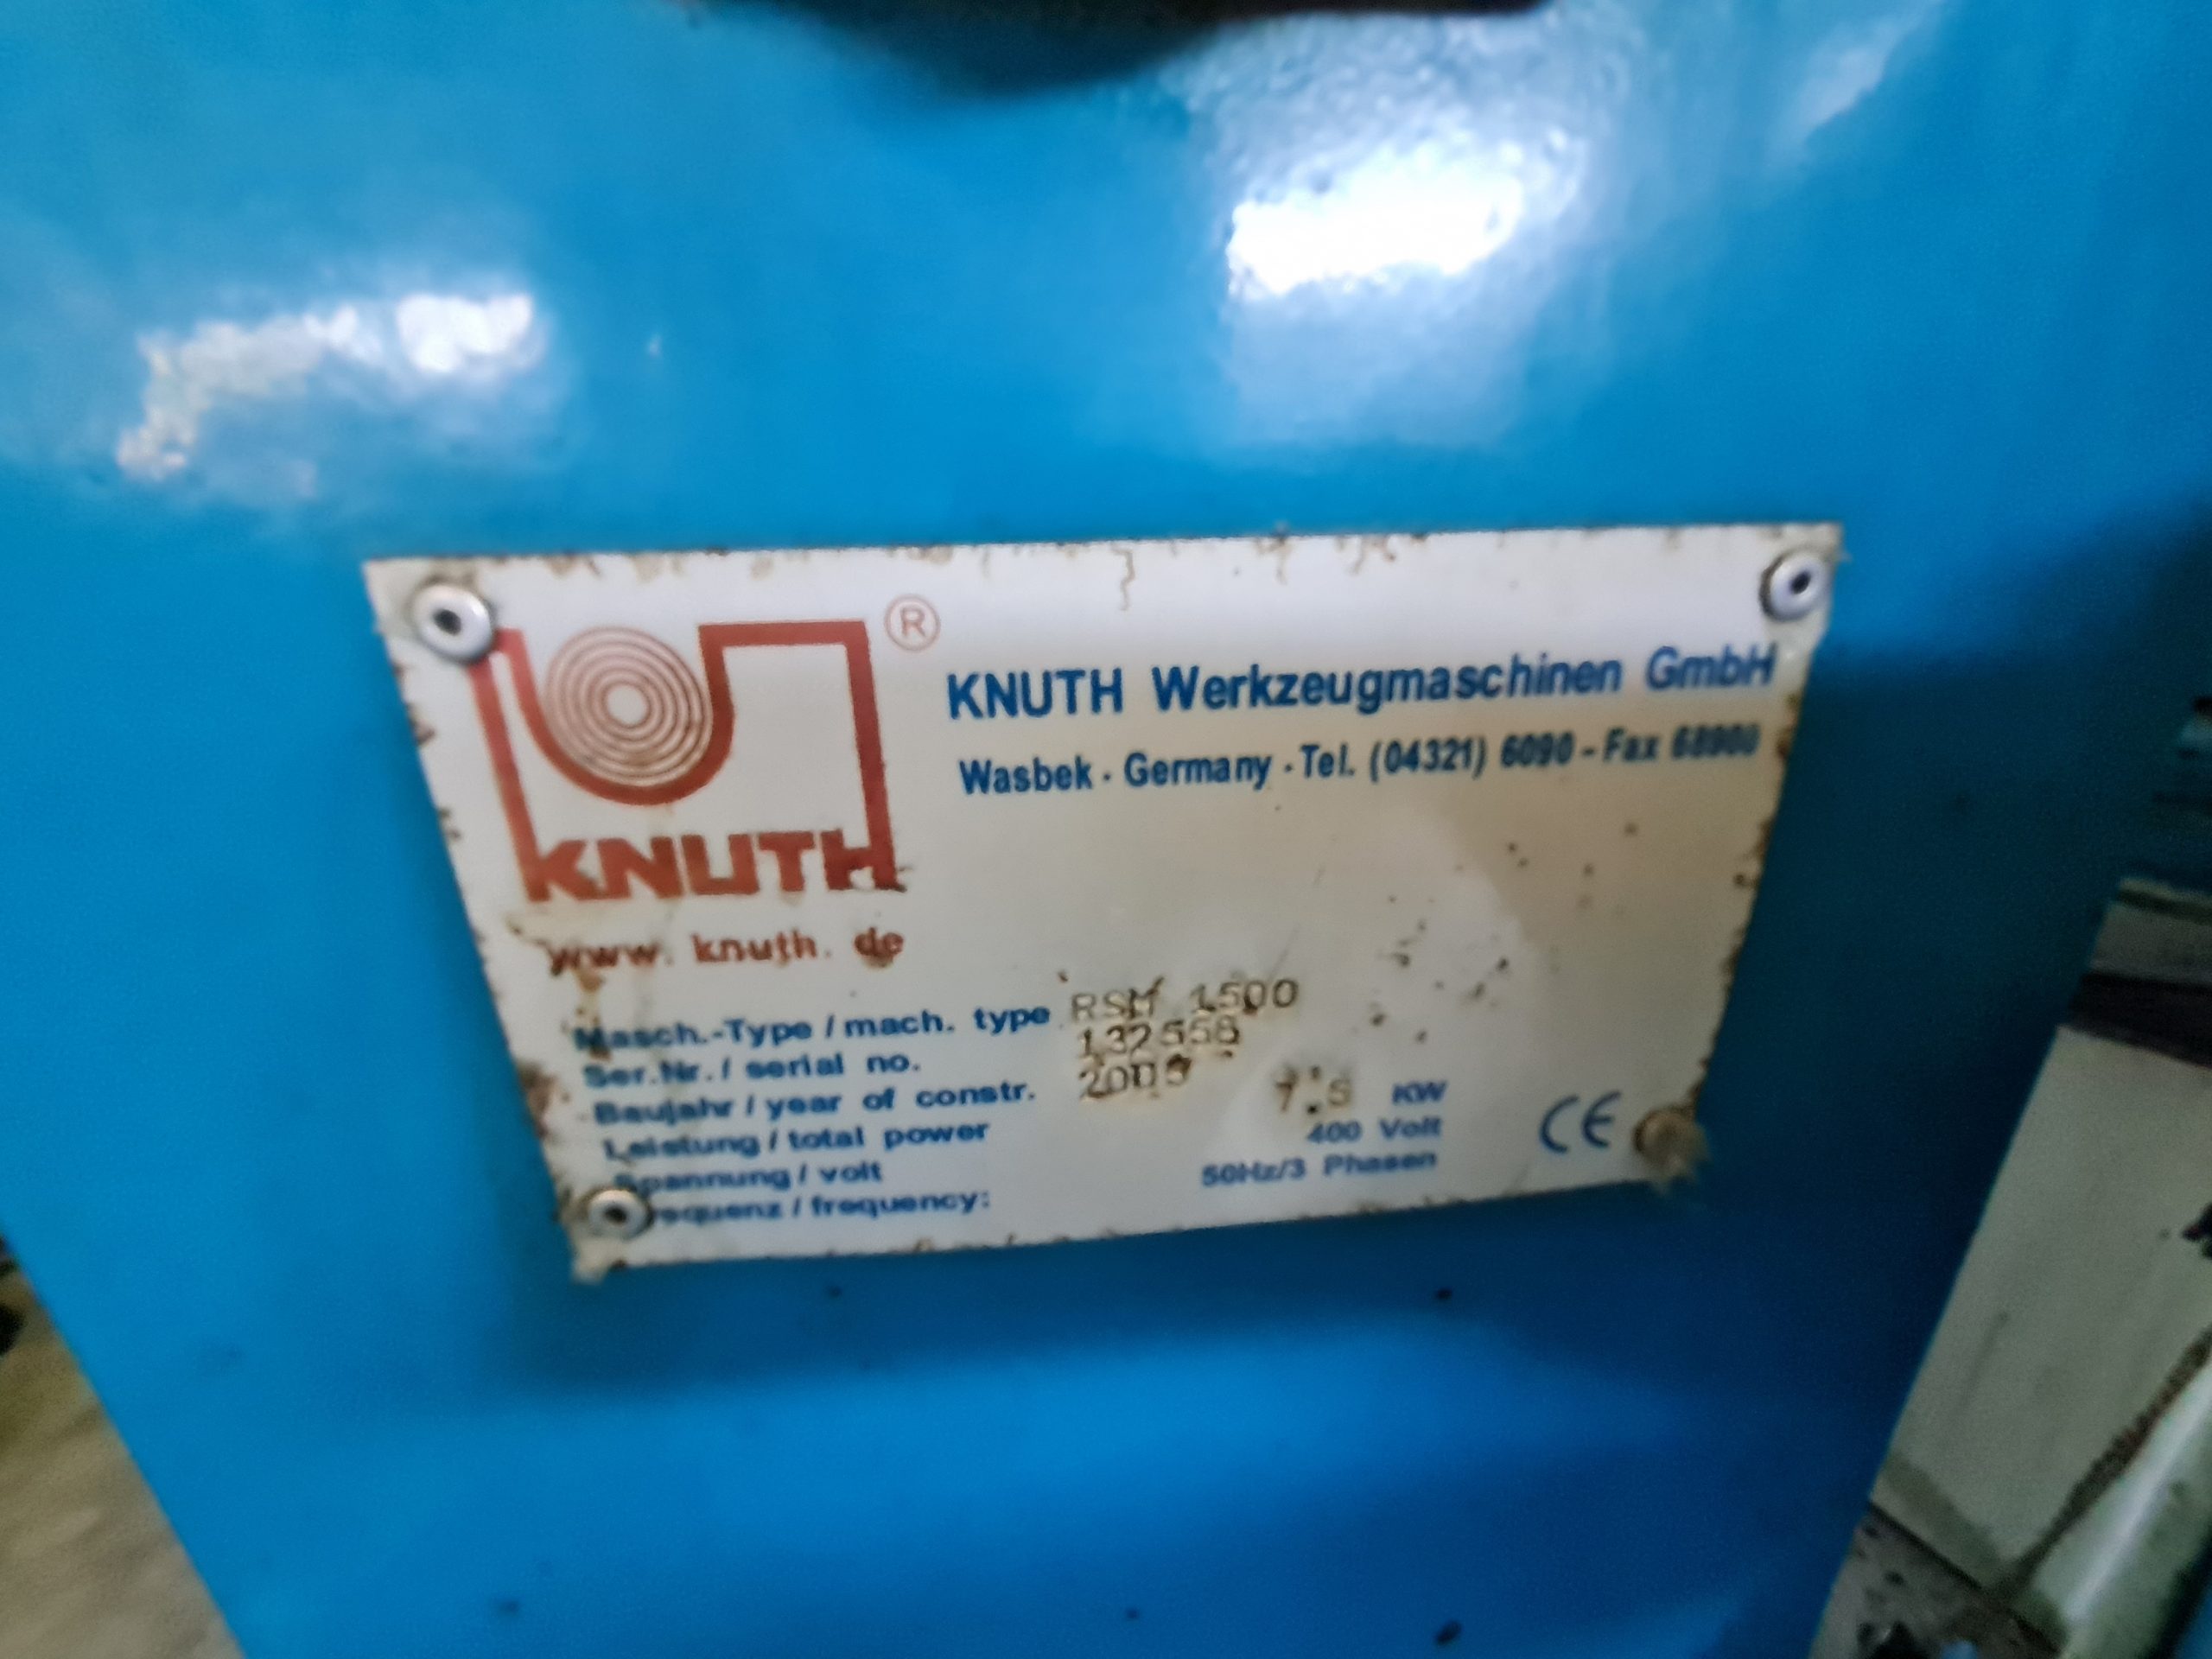 ®
KNUTH
www. knuth. de
KNUTH Werkzeugmaschinen GmbH
Wasbek · Germany · Tel. (04321) 6090 - Fax 68900
Masch.-Type / mach. type RSM 1500
Ser.Nr. / serial no. 132558
Baujahr / year of constr.
Leistung / total power 7.5 KW
Spannung / volt 400 Volt
Frequenz / frequency: 50Hz/3 Phasen
CE